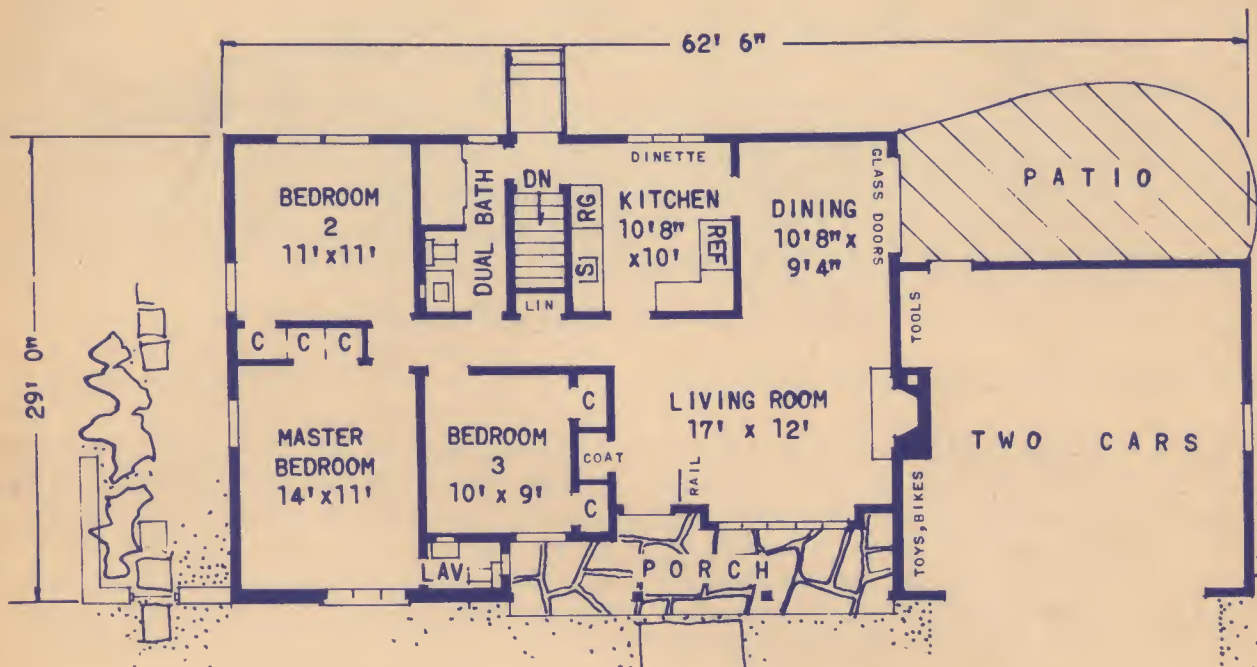 62' 6"
29' 0"
BEDROOM
2
11'x11'
DUAL BATH
DN
LIN
RG
S
DINETTE
KITCHEN
10'8"
x10'
REF
DINING
10'8"x
9'4"
GLASS DOORS
PATIO
C
C
C
TOOLS
MASTER
BEDROOM
14'x11'
BEDROOM
3
10' x 9'
C
COAT
C
LIVING ROOM
17' x 12'
RAIL
TWO CARS
TOYS, BIKES
LAV
PORCH